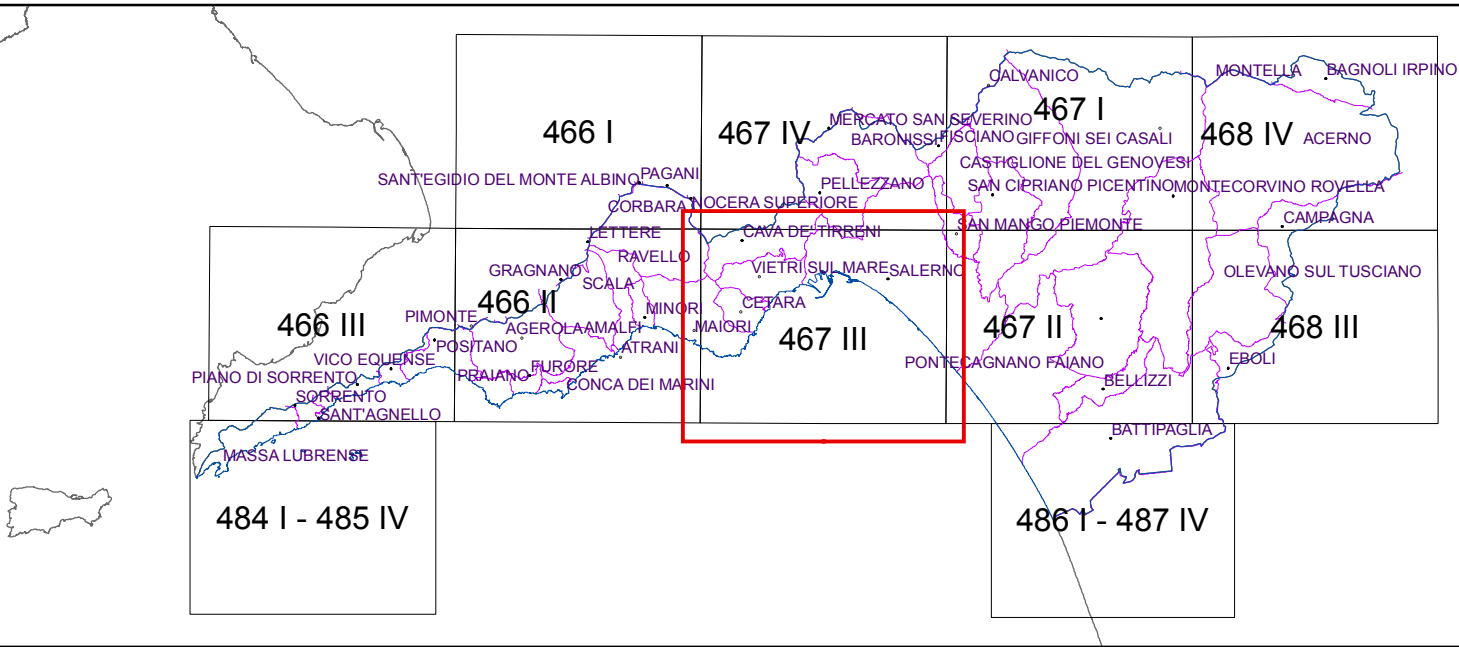 CALVANICO
MONTELLA
BAGNOLI IRPINO
467 I
466 I
467 IV
MERCATO SAN SEVERINO
468 IV
BARONISSI
FISCIANO
GIFFONI SEI CASALI
ACERNO
CASTIGLIONE DEL GENOVESI
SANT'EGIDIO DEL MONTE ALBINO
PAGANI
PELLEZZANO
SAN CIPRIANO PICENTINO
MONTECORVINO ROVELLA
CORBARA
NOCERA SUPERIORE
CAMPAGNA
LETTERE
CAVA DE' TIRRENI
SAN MANGO PIEMONTE
RAVELLO
GRAGNANO
VIETRI SUL MARE
SALERNO
OLEVANO SUL TUSCIANO
SCALA
466 II
CETARA
MINORI
PIMONTE
466 III
AGEROLA
AMALFI
MAIORI
467 III
467 II
468 III
POSITANO
ATRANI
VICO EQUENSE
FURORE
PONTECAGNANO FAIANO
EBOLI
PIANO DI SORRENTO
PRAIANO
CONCA DEI MARINI
BELLIZZI
SORRENTO
SANT'AGNELLO
BATTIPAGLIA
MASSA LUBRENSE
484 I - 485 IV
486 I - 487 IV